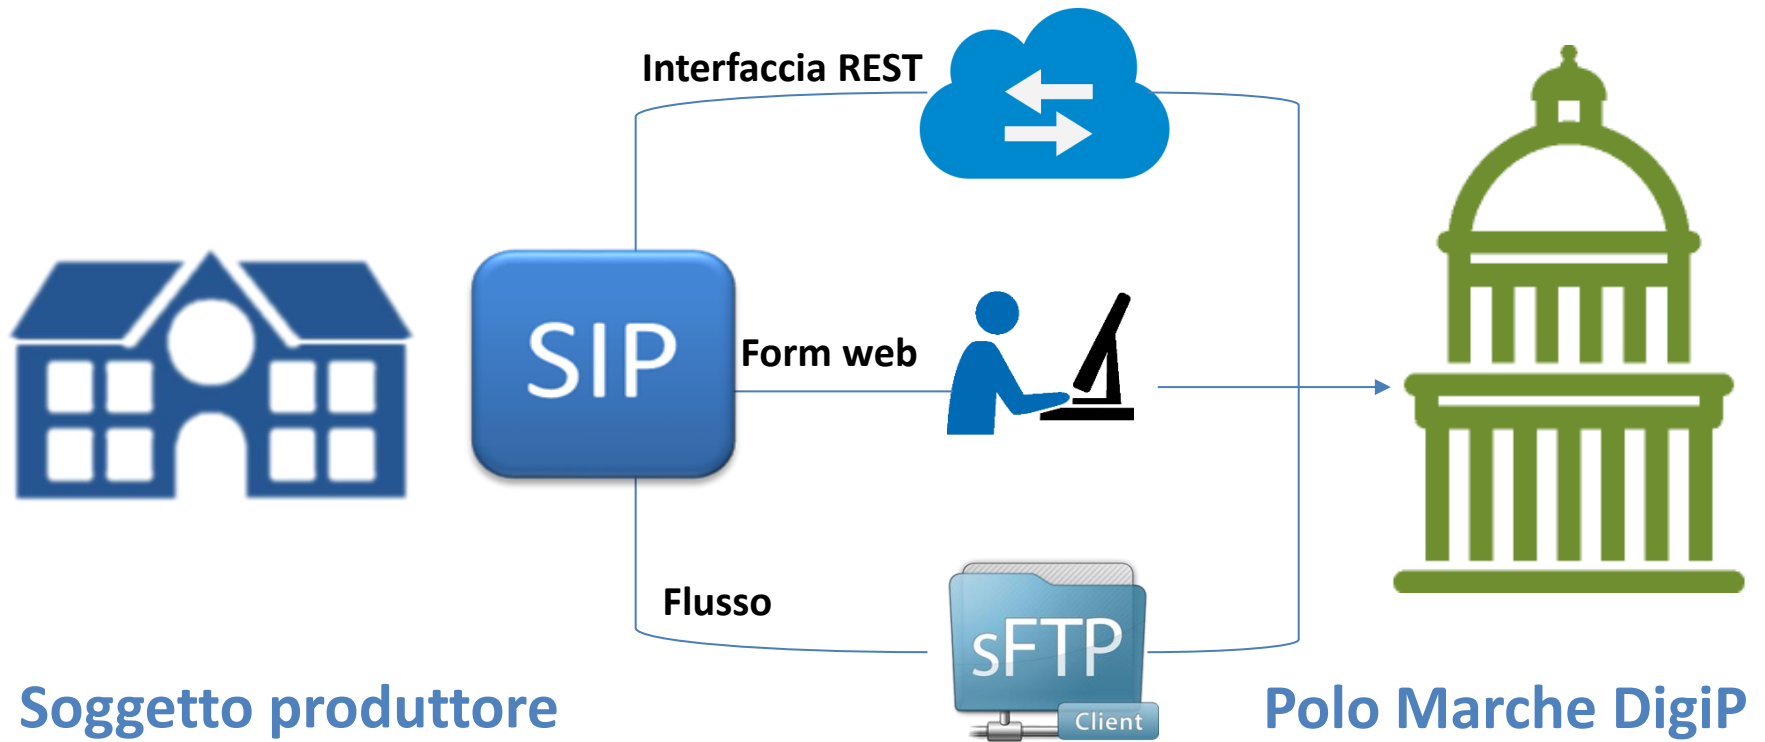 Interfaccia REST
SIP
Form web
Flusso
sFTP
Client
Soggetto produttore
Polo Marche DigiP